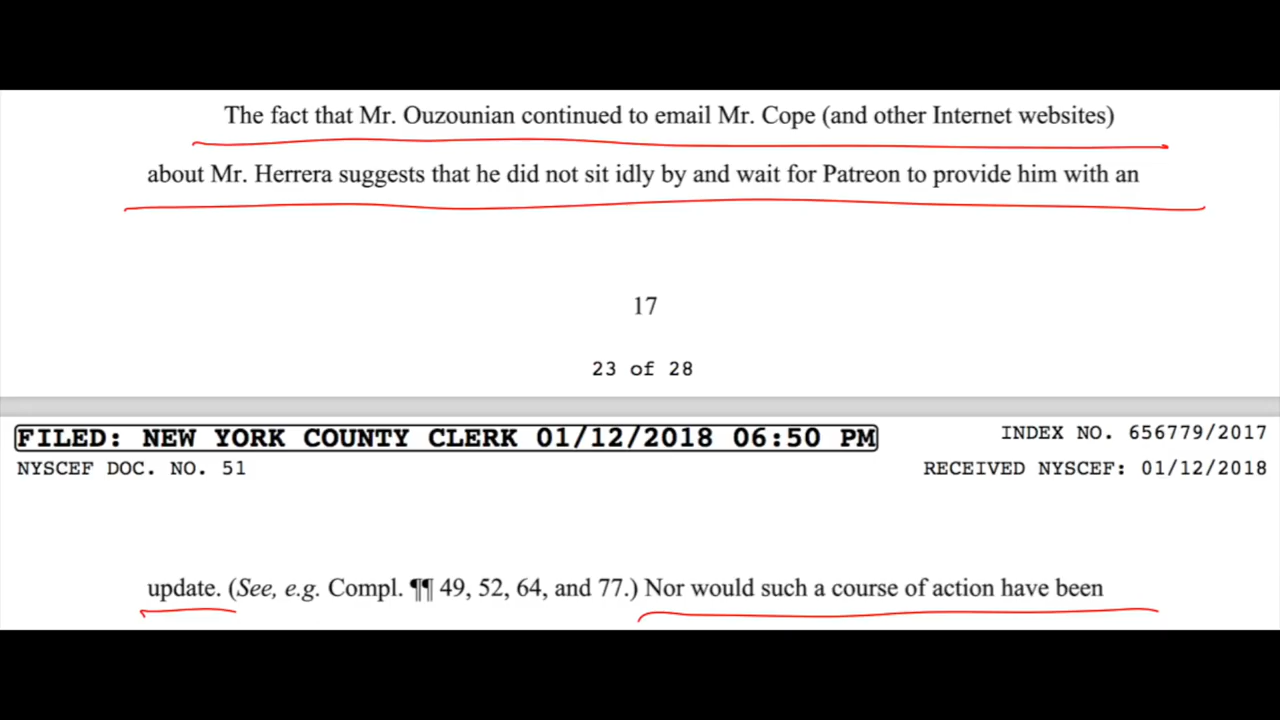 The fact that Mr. Ouzounian continued to email Mr. Cope (and other Internet websites)
about Mr. Herrera suggests that he did not sit idly by and wait for Patreon to provide him with an
17
23 of 28
FILED: NEW YORK COUNTY CLERK 01/12/2018 06:50 PM
INDEX NO. 656779/2017
NYSCEF DOC. NO. 51
RECEIVED NYSCEF: 01/12/2018
update. (See, e.g. Compl. ¶¶ 49, 52, 64, and 77.) Nor would such a course of action have been